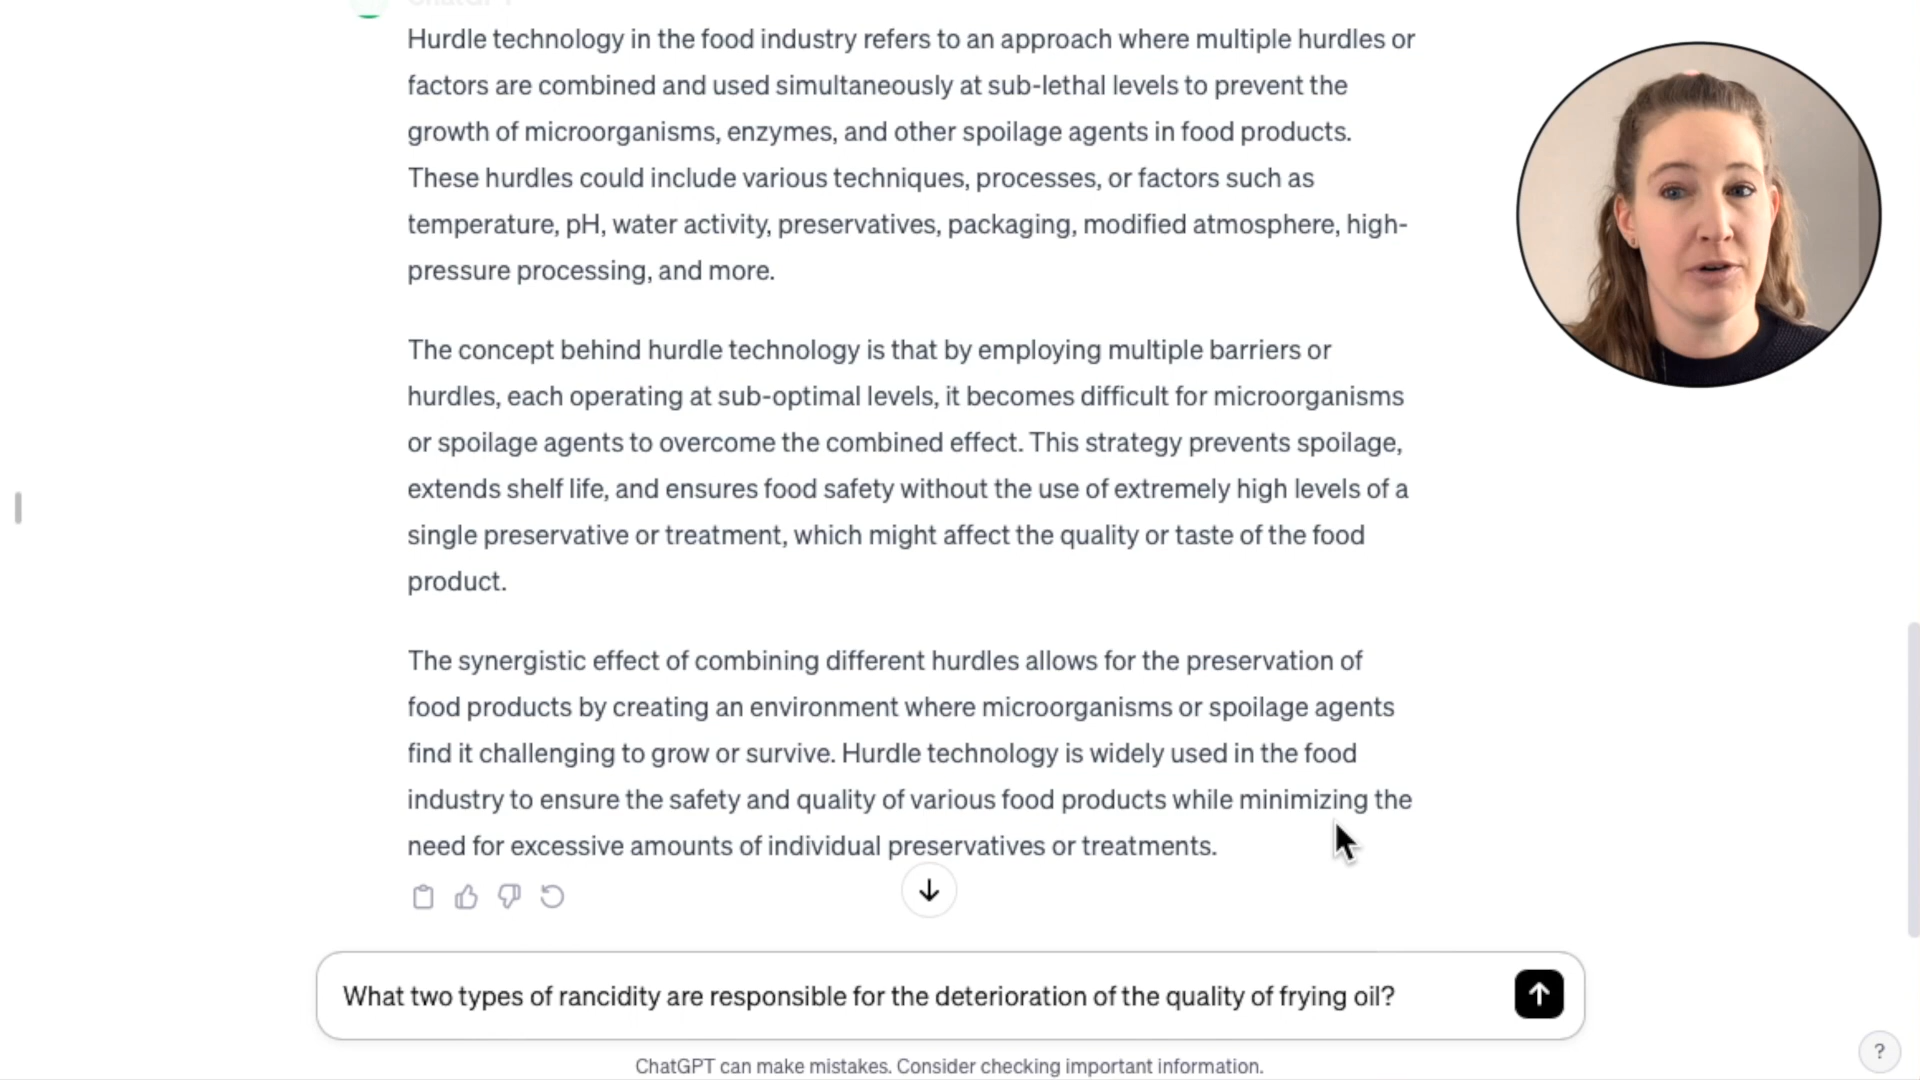 Hurdle technology in the food industry refers to an approach where multiple hurdles or
factors are combined and used simultaneously at sub-lethal levels to prevent the
growth of microorganisms, enzymes, and other spoilage agents in food products.
These hurdles could include various techniques, processes, or factors such as
temperature, pH, water activity, preservatives, packaging, modified atmosphere, high-
pressure processing, and more.
The concept behind hurdle technology is that by employing multiple barriers or
hurdles, each operating at sub-optimal levels, it becomes difficult for microorganisms
or spoilage agents to overcome the combined effect. This strategy prevents spoilage,
extends shelf life, and ensures food safety without the use of extremely high levels of a
single preservative or treatment, which might affect the quality or taste of the food
product.
The synergistic effect of combining different hurdles allows for the preservation of
food products by creating an environment where microorganisms or spoilage agents
find it challenging to grow or survive. Hurdle technology is widely used in the food
industry to ensure the safety and quality of various food products while minimizing the
need for excessive amounts of individual preservatives or treatments.
What two types of rancidity are responsible for the deterioration of the quality of frying oil?
ChatGPT can make mistakes. Consider checking important information.
?